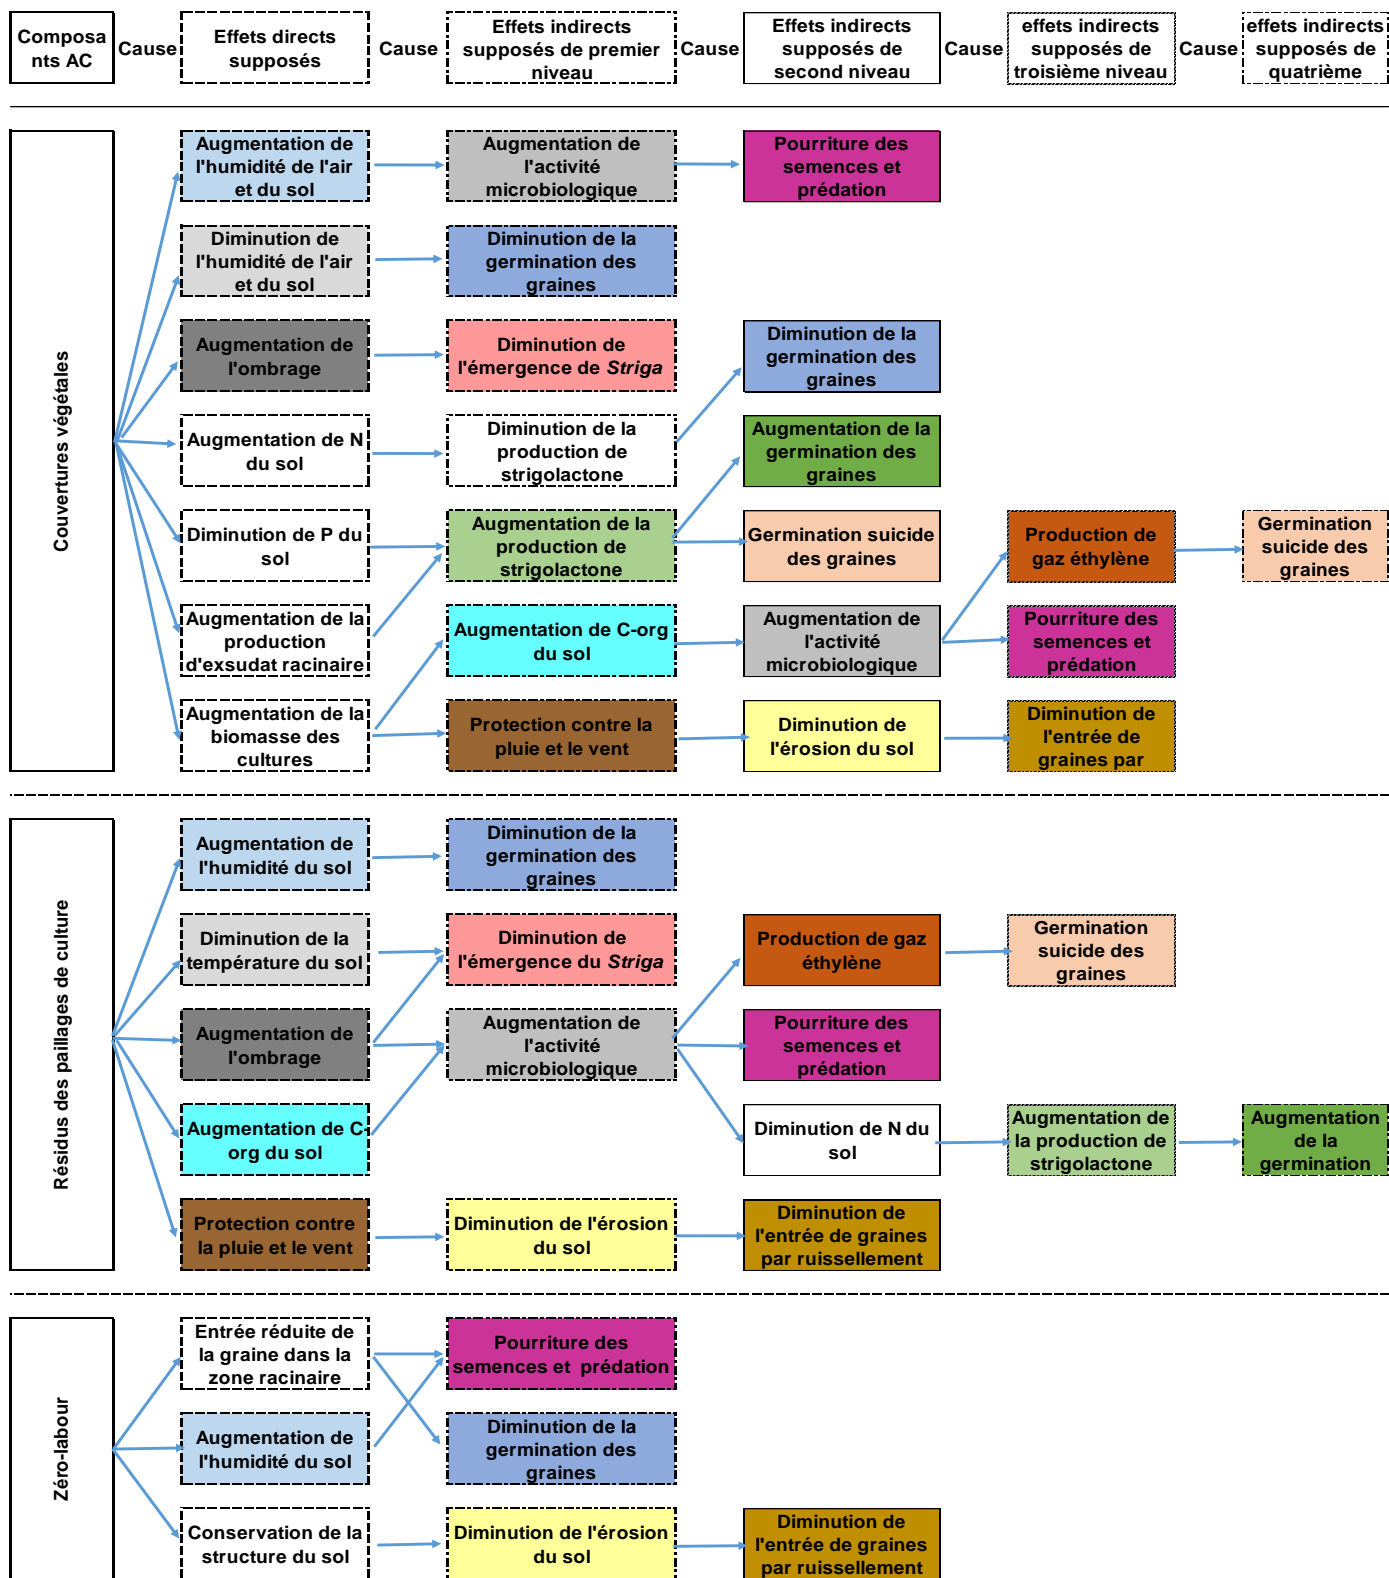 Composa
nts AC
Cause
Effets directs
supposés
Cause
Effets indirects
supposés de premier
niveau
Cause
Effets indirects
supposés de
second niveau
Cause
effets indirects
supposés de
troisième niveau
Cause
effets indirects
supposés de
quatrième
Couvertures végétales
Augmentation de
l'humidité de l'air
et du sol
Augmentation de
l'activité
microbiologique
Pourriture des
semences et
prédation
Diminution de
l'humidité de l'air
et du sol
Diminution de la
germination des
graines
Augmentation de
l'ombrage
Diminution de
l'émergence de Striga
Diminution de la
germination des
graines
Augmentation de N
du sol
Diminution de la
production de
strigolactone
Augmentation de la
germination des
graines
Diminution de P du
sol
Augmentation de la
production de
strigolactone
Germination suicide
des graines
Production de
gaz éthylène
Germination
suicide des
graines
Augmentation de la
production
d'exsudat racinaire
Augmentation de C-org
du sol
Augmentation de
l'activité
microbiologique
Pourriture des
semences et
prédation
Augmentation de la
biomasse des
cultures
Protection contre la
pluie et le vent
Diminution de
l'érosion du sol
Diminution de
l'entrée de
graines par
Résidus des paillages de culture
Augmentation de
l'humidité du sol
Diminution de la
germination des
graines
Diminution de la
température du sol
Diminution de
l'émergence du Striga
Production de gaz
éthylène
Germination
suicide des
graines
Augmentation de
l'ombrage
Augmentation de
l'activité
microbiologique
Pourriture des
semences et
prédation
Augmentation de C-
org du sol
Diminution de N du
sol
Augmentation de
la production de
strigolactone
Augmentation
de la
germination
Protection contre
la pluie et le vent
Diminution de l'érosion
du sol
Diminution de
l'entrée de graines
par ruissellement
Zéro-labour
Entrée réduite de
la graine dans la
zone racinaire
Pourriture des
semences et prédation
Augmentation de
l'humidité du sol
Diminution de la
germination des
graines
Conservation de la
structure du sol
Diminution de l'érosion
du sol
Diminution de
l'entrée de graines
par ruissellement